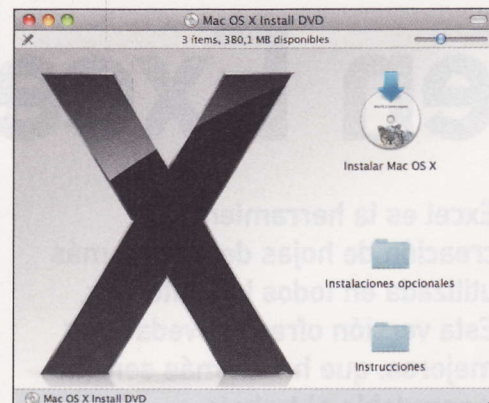 Mac OS X Install DVD
3 ítems, 380,1 MB disponibles
Instalar Mac OS X
Instalaciones opcionales
Instrucciones
Mac OS X Install DVD